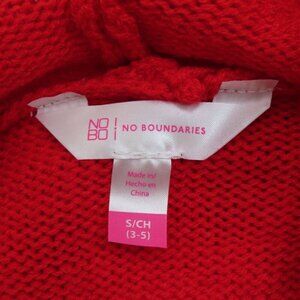 NO
BO! NO BOUNDARIES
Made in/
Hecho en
China
S/CH
(3-5)